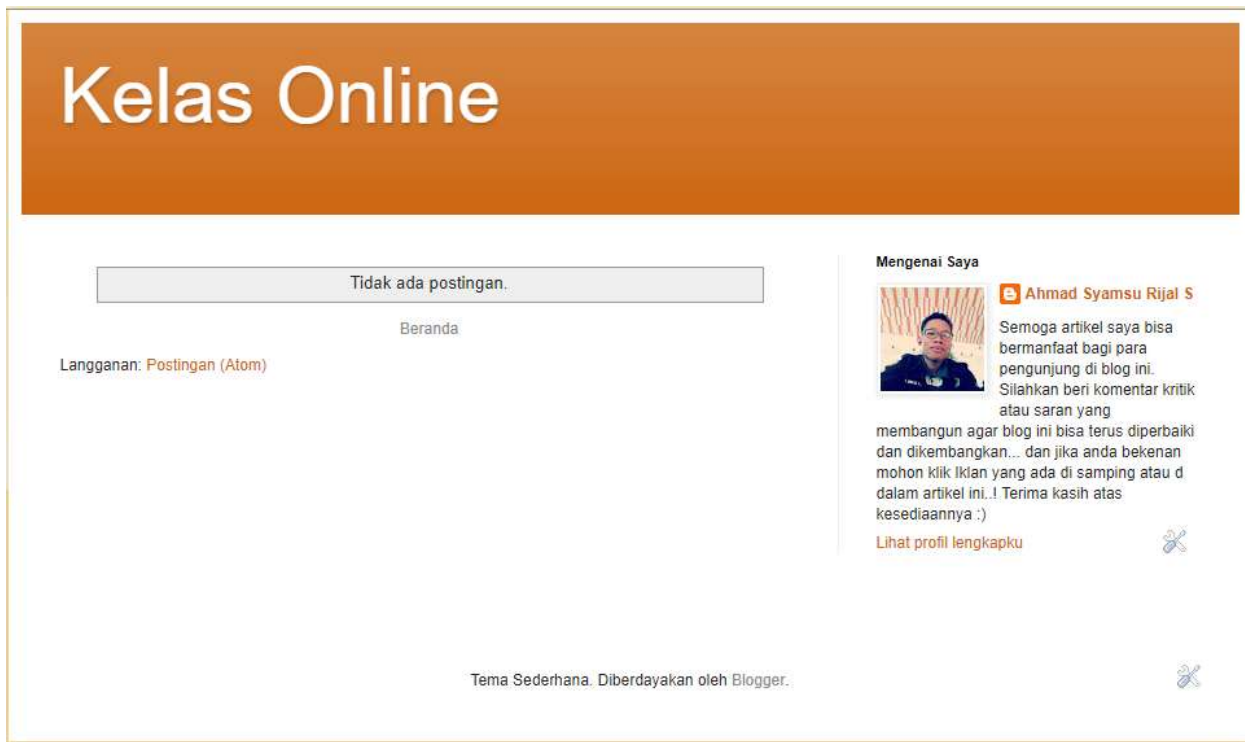 Kelas Online
Tidak ada postingan.
Beranda
Langganan: Postingan (Atom)
Mengenai Saya
Ahmad Syamsu Rijal S
Semoga artikel saya bisa
bermanfaat bagi para
pengunjung di blog ini.
Silahkan beri komentar kritik
atau saran yang
membangun agar blog ini bisa terus diperbaiki
dan dikembangkan... dan jika anda bekenan
mohon klik Iklan yang ada di samping atau d
dalam artikel ini..! Terima kasih atas
kesediaannya :)
Lihat profil lengkapku
Tema Sederhana. Diberdayakan oleh Blogger.